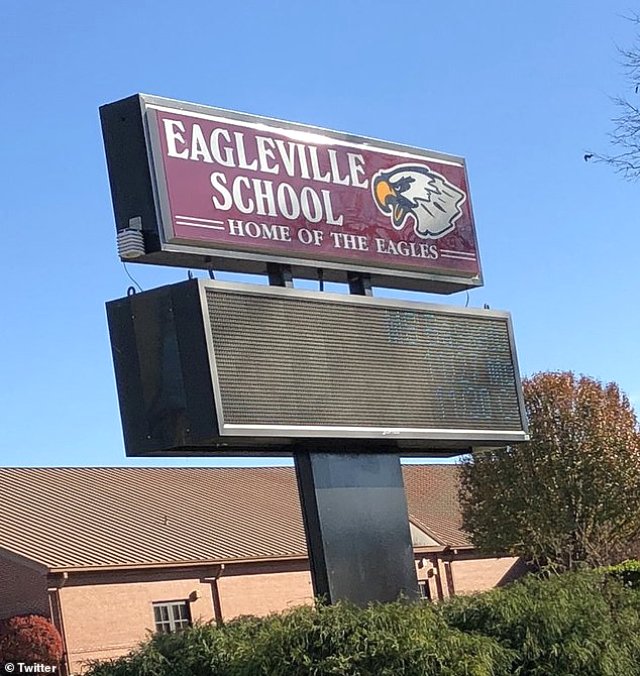 EAGLEVILLE
SCHOOL
HOME OF THE EAGLES
© Twitter